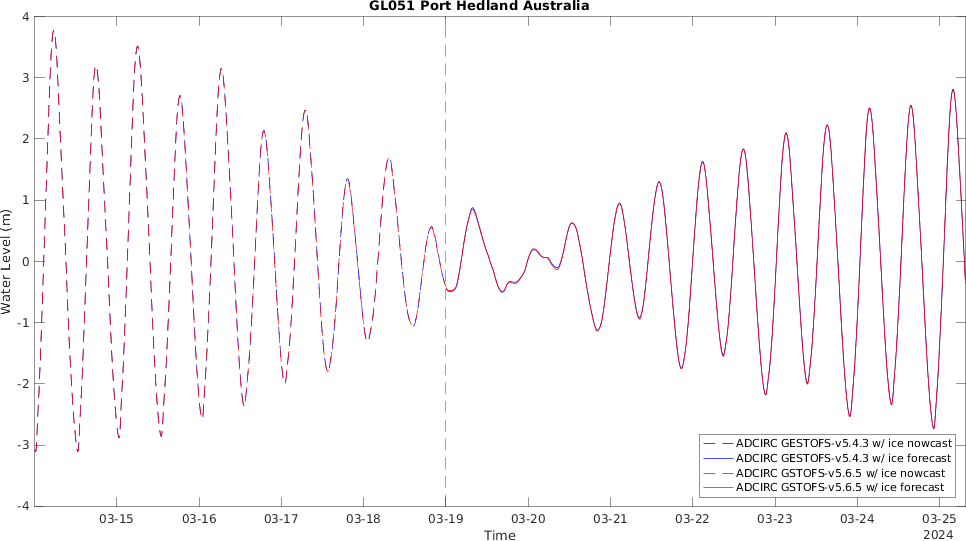 GL051 Port Hedland Australia
Water Level (m)
4
3
2
1
0
-1
-2
-3
-4
ADCIRC GESTOFS-v5.4.3 w/ ice nowcast
ADCIRC GESTOFS-v5.4.3 w/ ice forecast
ADCIRC GSTOFS-v5.6.5 w/ ice nowcast
ADCIRC GSTOFS-v5.6.5 w/ ice forecast
03-15 03-16 03-17 03-18 03-19 03-20 03-21 03-22 03-23 03-24 03-25
Time
2024